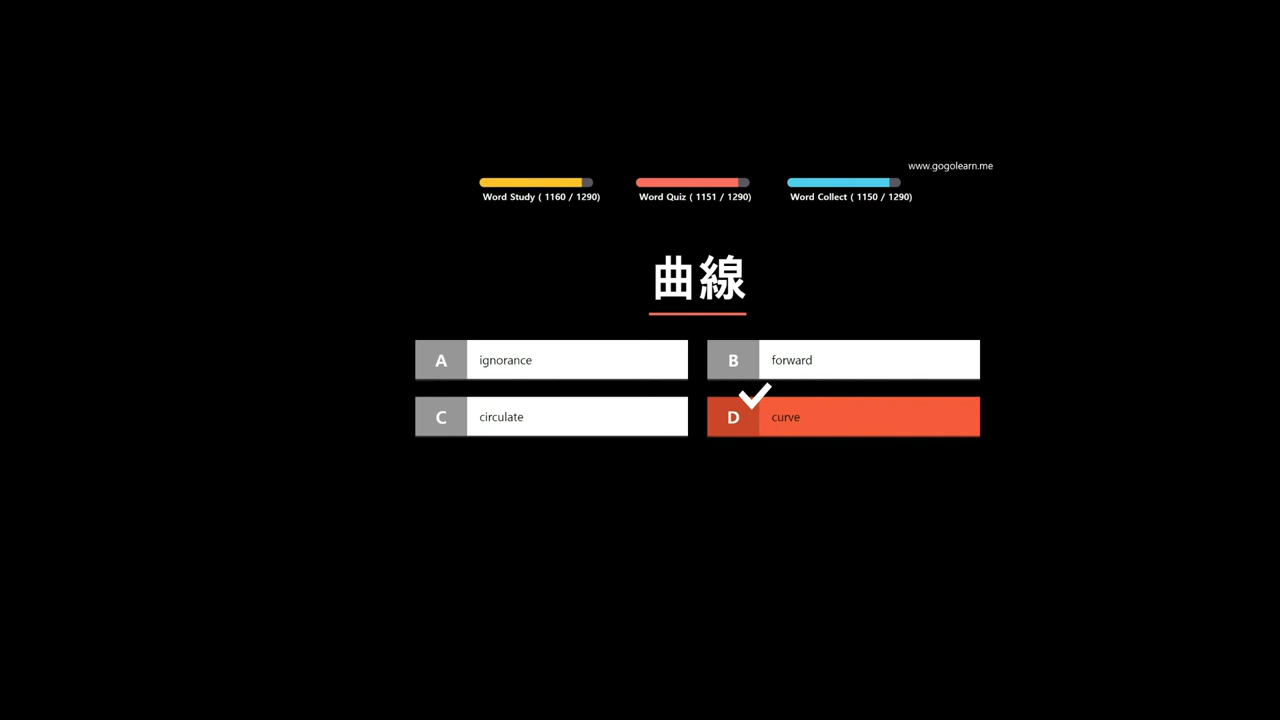 www.gogolearn.me
Word Study ( 1160 / 1290) Word Quiz ( 1151 / 1290) Word Collect ( 1150 / 1290)
曲線
A ignorance B forward
C circulate D curve